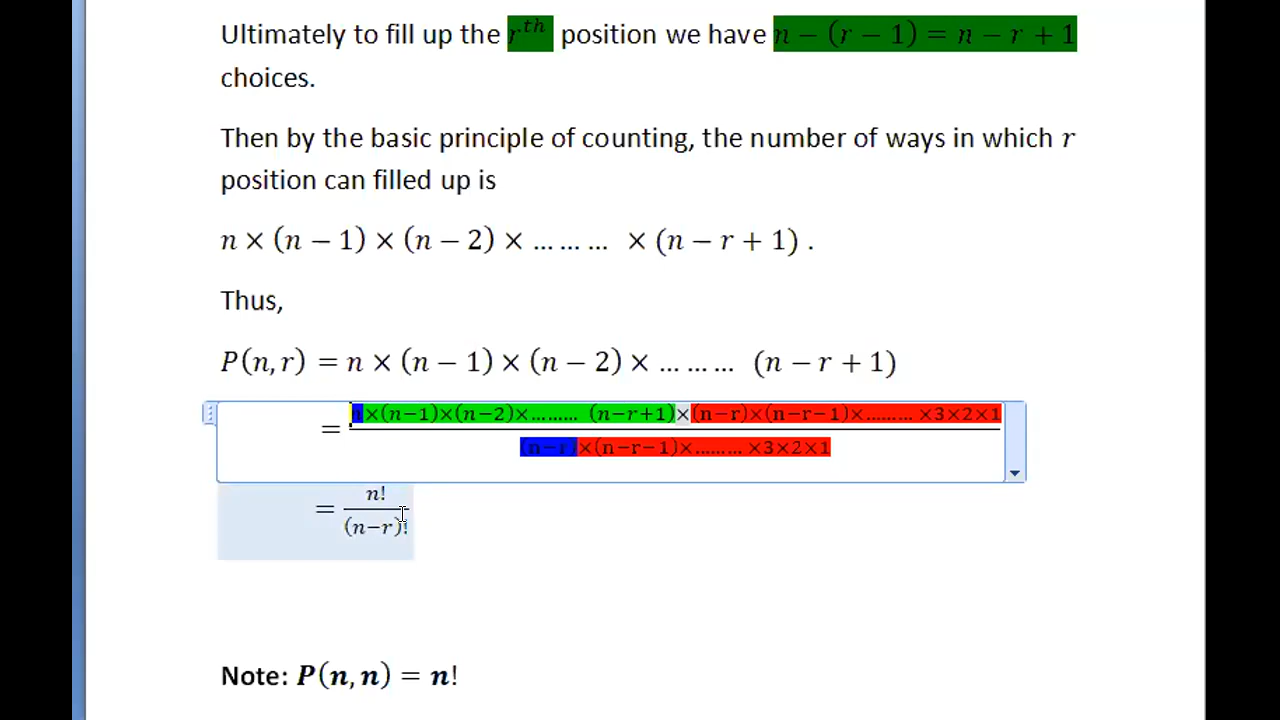 Ultimately to fill up the rᵗʰ position we have n − (r − 1) = n − r + 1
choices.
Then by the basic principle of counting, the number of ways in which r
position can filled up is
n × (n − 1) × (n − 2) × … … … × (n − r + 1) .
Thus,
P(n, r) = n × (n − 1) × (n − 2) × … … … (n − r + 1)
= n×(n−1)×(n−2)×……… (n−r+1)×(n−r)×(n−r−1)×……… ×3×2×1
(n−r)×(n−r−1)×……… ×3×2×1
= n!
(n−r)!
Note: P(n, n) = n!